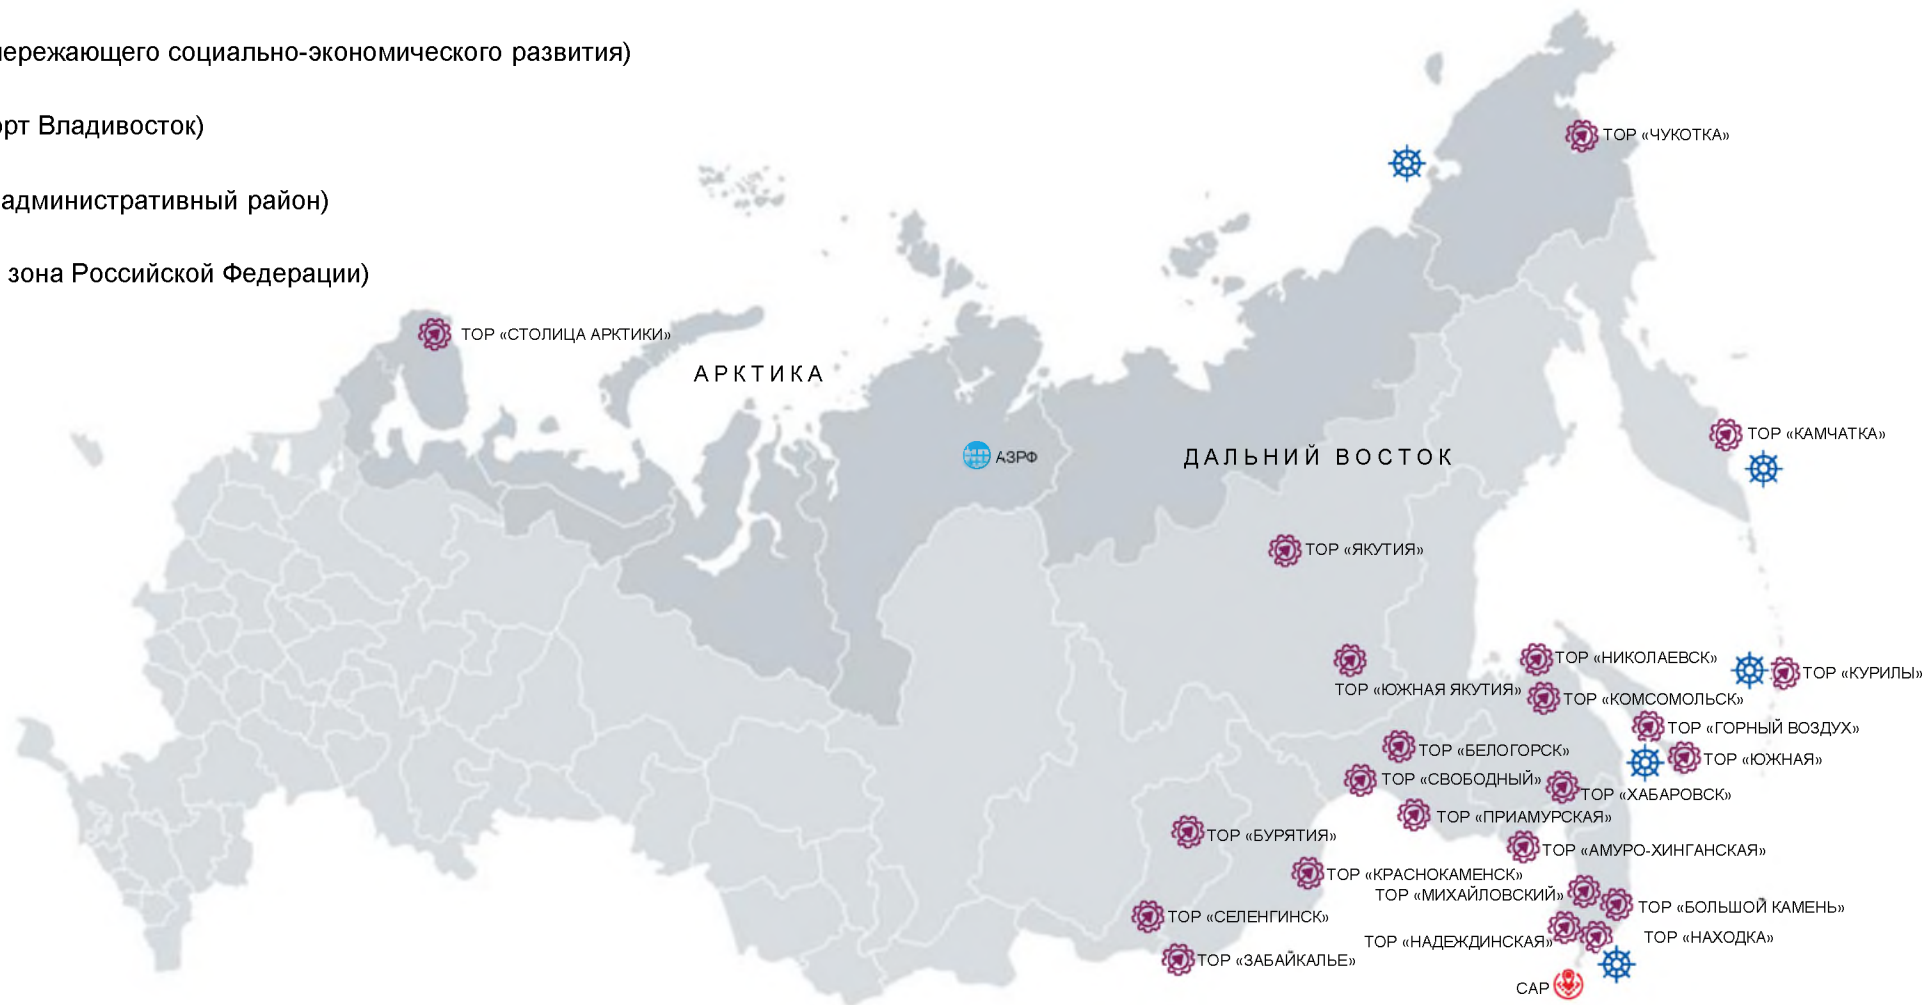 пережающего социально-экономического развития)
орт Владивосток)
административный район)
зона Российской Федерации)
ТОР «ЧУКОТКА»
ТОР «СТОЛИЦА АРКТИКИ»
АРКТИКА
ТОР «КАМЧАТКА»
АЗРФ
ДАЛЬНИЙ ВОСТОК
ТОР «ЯКУТИЯ»
ТОР «НИКОЛАЕВСК»
ТОР «КУРИЛЫ»
ТОР «ЮЖНАЯ ЯКУТИЯ»
ТОР «КОМСОМОЛЬСК»
ТОР «ГОРНЫЙ ВОЗДУХ»
ТОР «БЕЛОГОРСК»
ТОР «ЮЖНАЯ»
ТОР «СВОБОДНЫЙ»
ТОР «ХАБАРОВСК»
ТОР «ПРИАМУРСКАЯ»
ТОР «БУРЯТИЯ»
ТОР «АМУРО-ХИНГАНСКАЯ»
ТОР «КРАСНОКАМЕНСК»
ТОР «МИХАЙЛОВСКИЙ»
ТОР «БОЛЬШОЙ КАМЕНЬ»
ТОР «СЕЛЕНГИНСК»
ТОР «НАДЕЖДИНСКАЯ»
ТОР «НАХОДКА»
ТОР «ЗАБАЙКАЛЬЕ»
САР